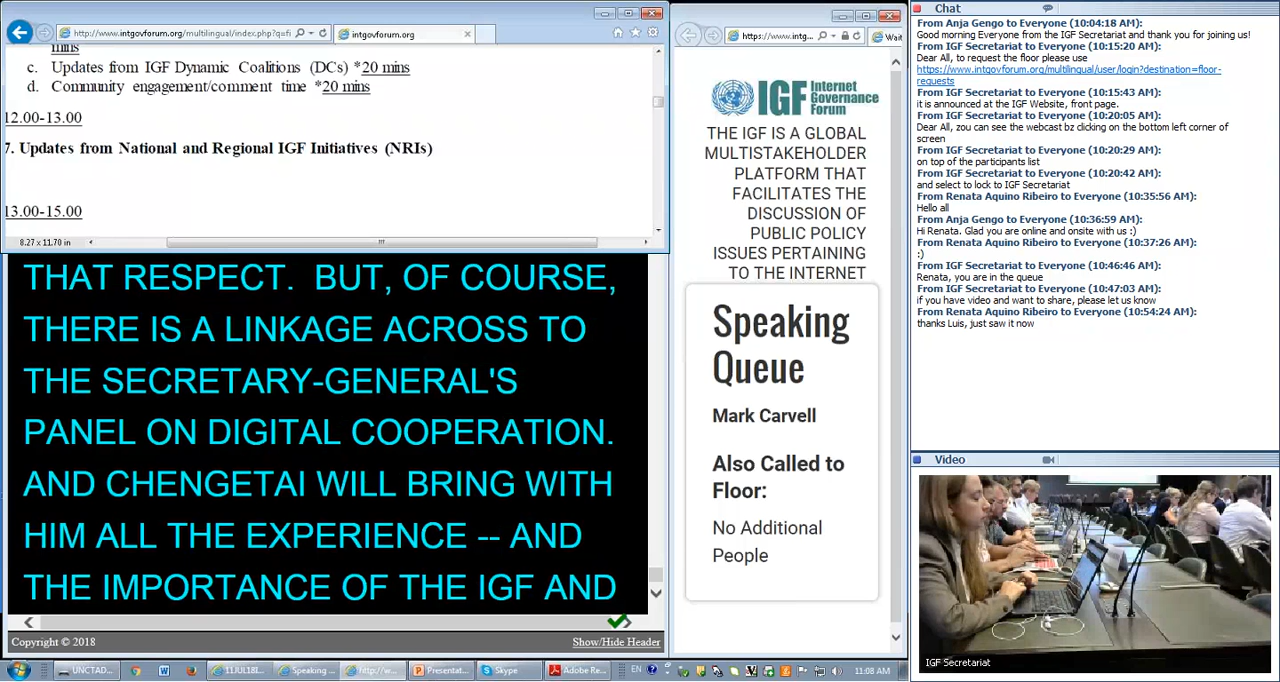 http://www.intgovforum.org/multilingual/index.php?q=fi
intgovforum.org
mins
c. Updates from IGF Dynamic Coalitions (DCs) *20 mins
d. Community engagement/comment time *20 mins
12.00-13.00
7. Updates from National and Regional IGF Initiatives (NRIs)
13.00-15.00
8.27 x 11.70 in
THAT RESPECT. BUT, OF COURSE,
THERE IS A LINKAGE ACROSS TO
THE SECRETARY-GENERAL'S
PANEL ON DIGITAL COOPERATION.
AND CHENGETAI WILL BRING WITH
HIM ALL THE EXPERIENCE -- AND
THE IMPORTANCE OF THE IGF AND
Copyright © 2018
Show/Hide Header
https://www.intg...
Wait
IGF Internet
Governance
Forum
THE IGF IS A GLOBAL
MULTISTAKEHOLDER
PLATFORM THAT
FACILITATES THE
DISCUSSION OF
PUBLIC POLICY
ISSUES PERTAINING
TO THE INTERNET
Speaking
Queue
Mark Carvell
Also Called to
Floor:
No Additional
People
Chat
From Anja Gengo to Everyone (10:04:18 AM):
Good morning Everyone from the IGF Secretariat and thank you for joining us!
From IGF Secretariat to Everyone (10:15:20 AM):
Dear All, to request the floor please use
https://www.intgovforum.org/multilingual/user/login?destination=floor-
requests
From IGF Secretariat to Everyone (10:15:43 AM):
it is announced at the IGF Website, front page.
From IGF Secretariat to Everyone (10:20:05 AM):
Dear All, zou can see the webcast bz clicking on the bottom left corner of
screen
From IGF Secretariat to Everyone (10:20:29 AM):
on top of the participants list
From IGF Secretariat to Everyone (10:20:42 AM):
and select to lock to IGF Secretariat
From Renata Aquino Ribeiro to Everyone (10:35:56 AM):
Hello all
From Anja Gengo to Everyone (10:36:59 AM):
Hi Renata. Glad you are online and onsite with us :)
From Renata Aquino Ribeiro to Everyone (10:37:26 AM):
:)
From IGF Secretariat to Everyone (10:46:46 AM):
Renata, you are in the queue
From IGF Secretariat to Everyone (10:47:03 AM):
if you have video and want to share, please let us know
From Renata Aquino Ribeiro to Everyone (10:54:24 AM):
thanks Luis, just saw it now
Video
IGF Secretariat
UNCTAD...
11JUL18L...
Speaking ...
http://w...
Presentat...
Skype
Adobe Re...
EN
11:08 AM